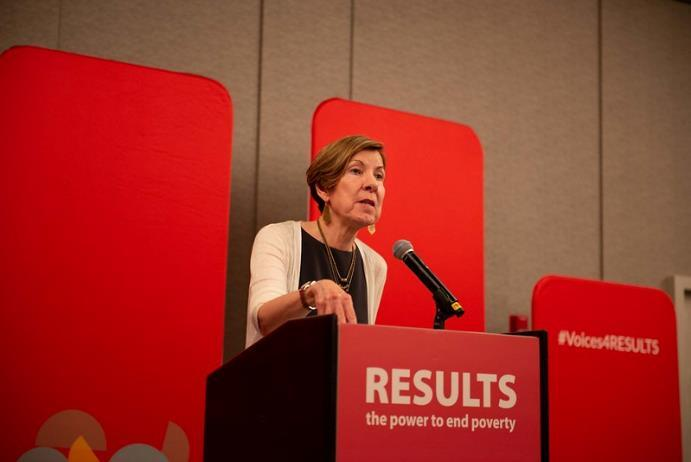 #Voices4RESULTS
RESULTS
the power to end poverty